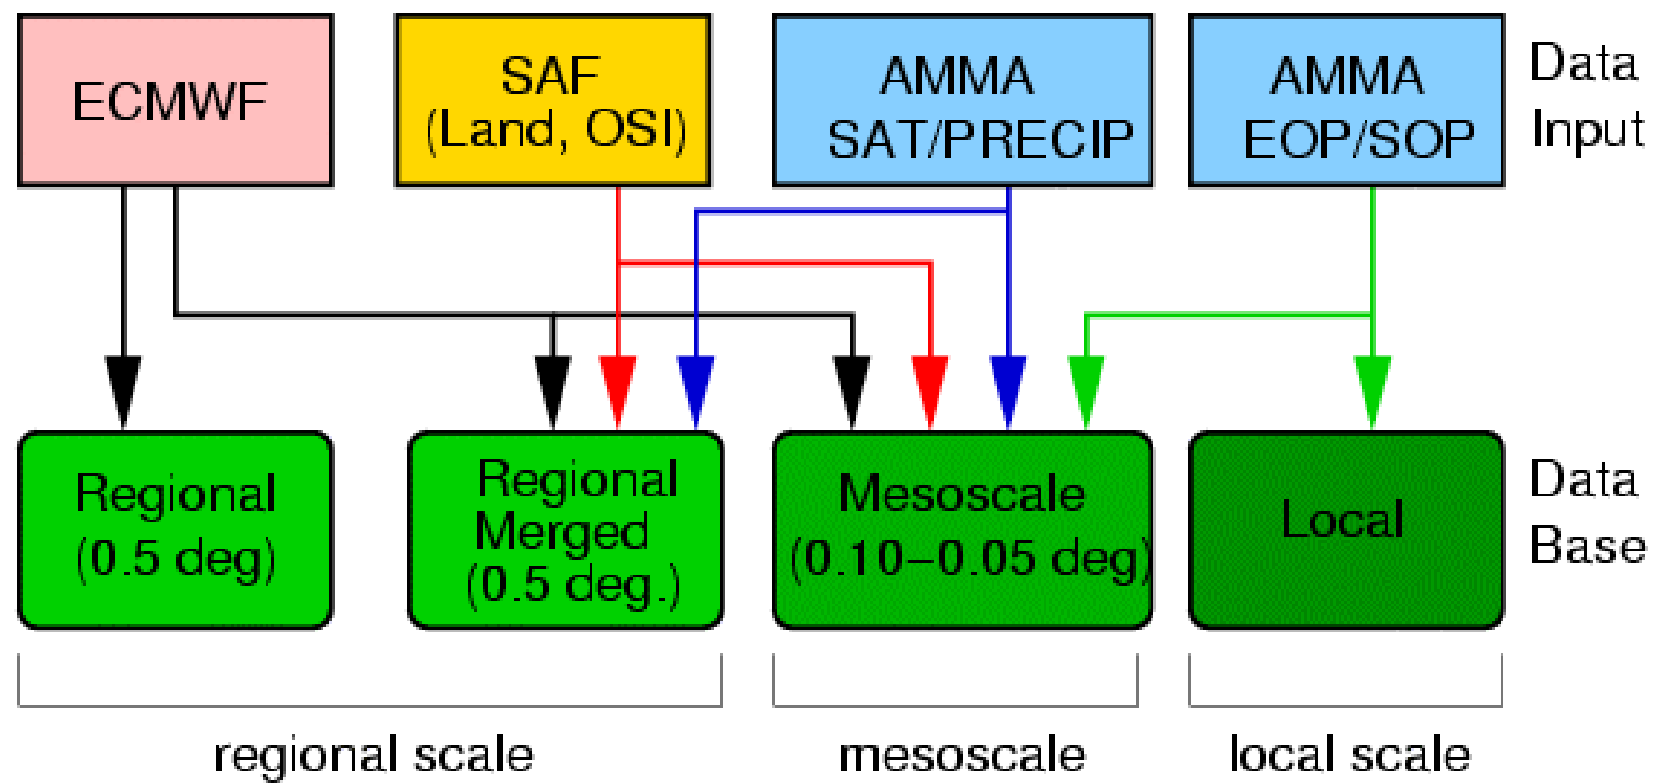 ECMWF
SAF
(Land, OSI)
AMMA
SAT/PRECIP
AMMA
EOP/SOP
Data
Input
Regional
(0.5 deg)
Regional
Merged
(0.5 deg.)
Mesoscale
(0.10−0.05 deg)
Local
Data
Base
regional scale
mesoscale
local scale